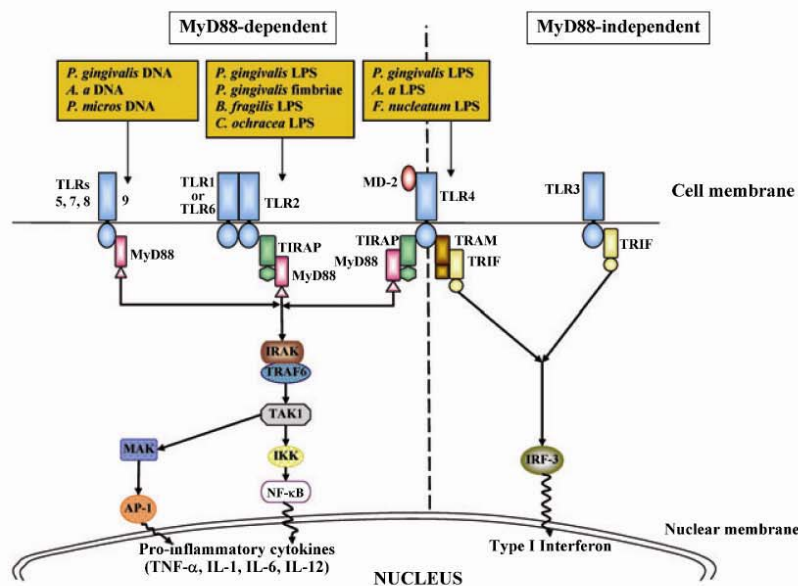 MyD88-dependent
MyD88-independent
P. gingivalis DNA
A. a DNA
P. micros DNA
P. gingivalis LPS
P. gingivalis fimbriae
B. fragilis LPS
C. ochracea LPS
P. gingivalis LPS
A. a LPS
F. nucleatum LPS
TLRs
5, 7, 8
9
TLR1
or
TLR6
TLR2
MD-2
TLR4
TLR3
Cell membrane
MyD88
TIRAP
MyD88
TIRAP
MyD88
TRAM
TRIF
TRIF
IRAK
TRAF6
TAK1
MAK
IKK
IRF-3
AP-1
NF-κB
Nuclear membrane
Pro-inflammatory cytokines
(TNF-α, IL-1, IL-6, IL-12)
Type I Interferon
NUCLEUS